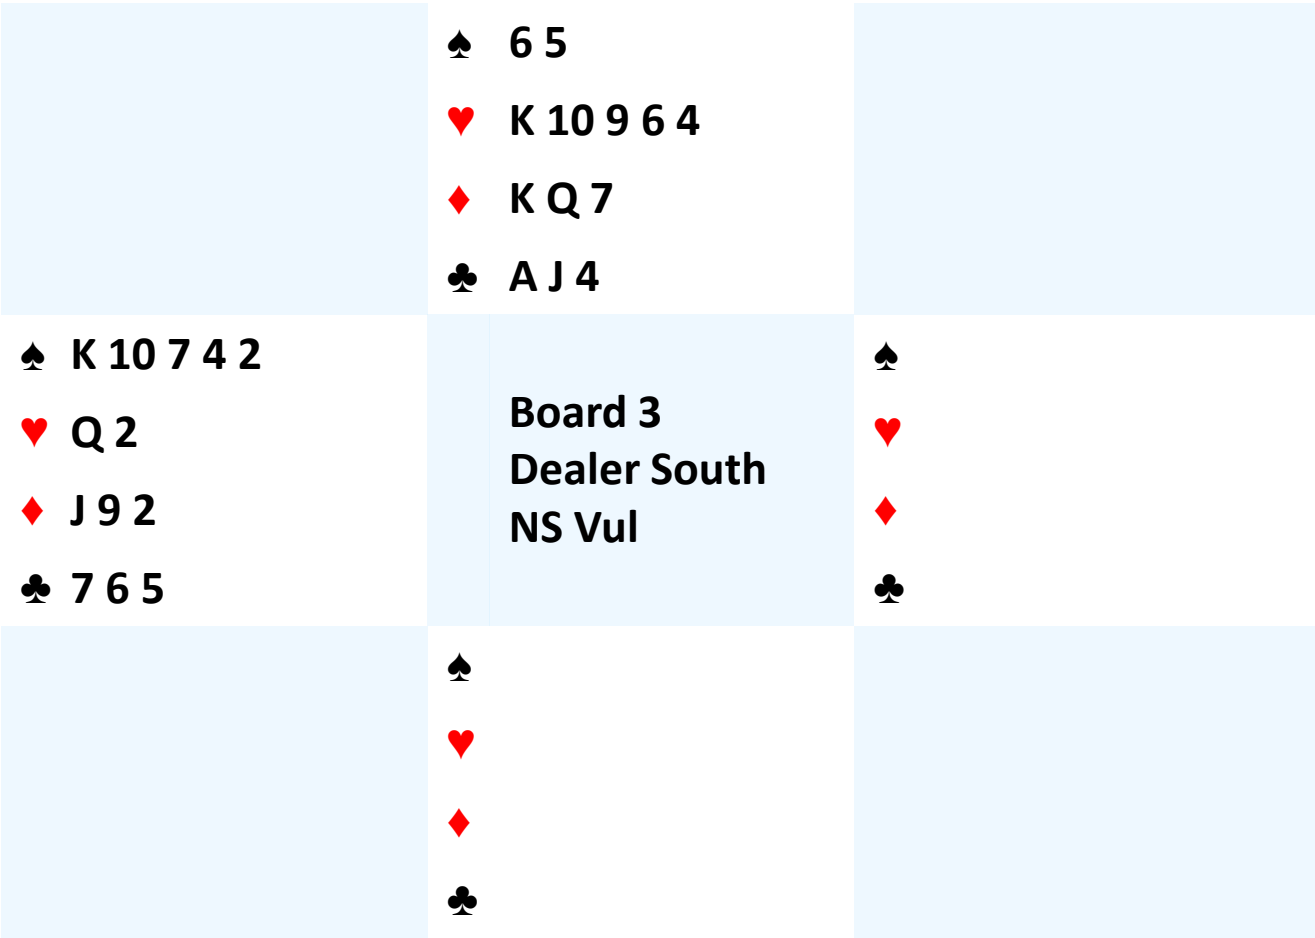 ♠ 6 5
♥ K 10 9 6 4
♦ K Q 7
♣ A J 4
♠ K 10 7 4 2
♥ Q 2
♦ J 9 2
♣ 7 6 5
Board 3
Dealer South
NS Vul
♠
♥
♦
♣
♠
♥
♦
♣